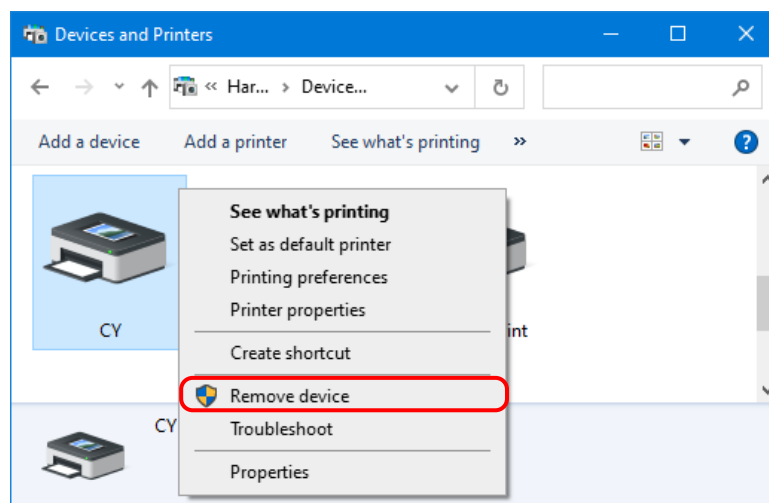 Devices and Printers
« Har... › Device...
Add a device Add a printer See what's printing »
See what's printing
Set as default printer
Printing preferences
Printer properties
CY
int
Create shortcut
Remove device
CY
Troubleshoot
Properties